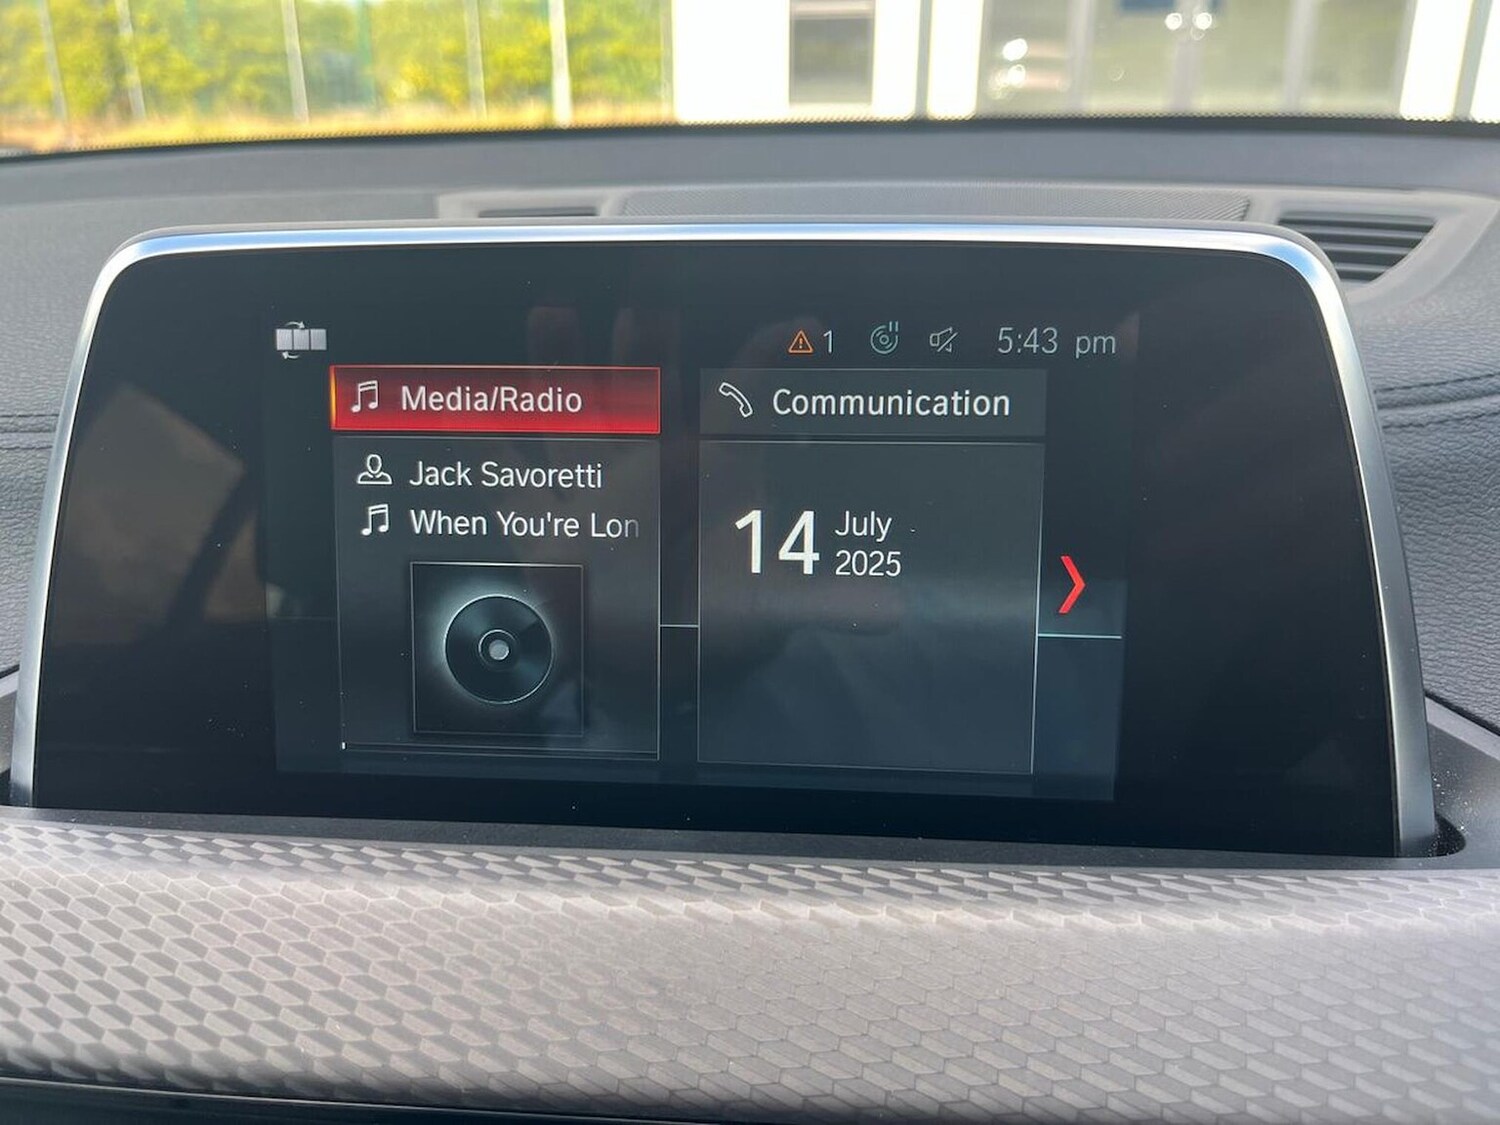 1 5:43 pm
Media/Radio
Communication
Jack Savoretti
When You're Lon
14 July
2025